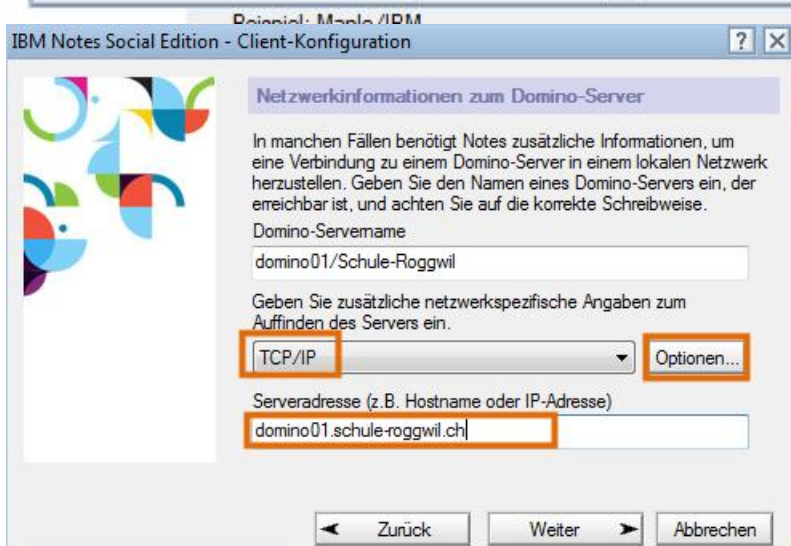 Beispiel: Maple/IBM
IBM Notes Social Edition - Client-Konfiguration
Netzwerkinformationen zum Domino-Server
In manchen Fällen benötigt Notes zusätzliche Informationen, um
eine Verbindung zu einem Domino-Server in einem lokalen Netzwerk
herzustellen. Geben Sie den Namen eines Domino-Servers ein, der
erreichbar ist, und achten Sie auf die korrekte Schreibweise.
Domino-Servername
domino01/Schule-Roggwil
Geben Sie zusätzliche netzwerkspezifische Angaben zum
Auffinden des Servers ein.
TCP/IP
Optionen...
Serveradresse (z.B. Hostname oder IP-Adresse)
domino01.schule-roggwil.ch
Zurück Weiter Abbrechen